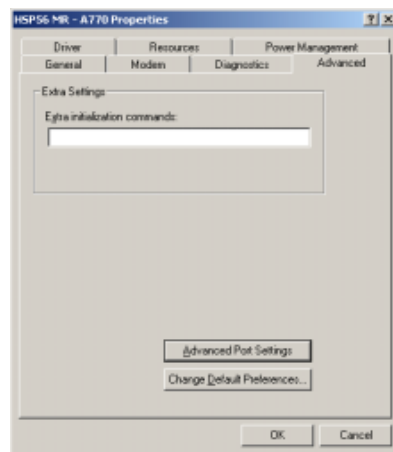 HSP56 MR - A770 Properties
Driver Resources Power Management
General Modem Diagnostics Advanced
Extra Settings
Extra initialization commands:
Advanced Port Settings
Change Default Preferences...
OK Cancel